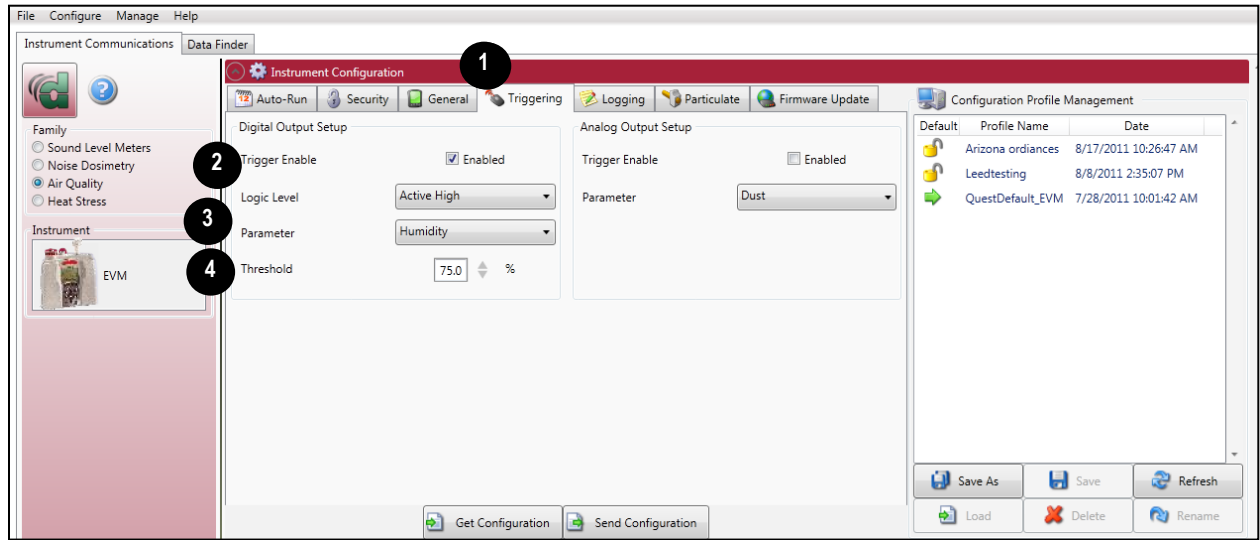 File Configure Manage Help
Instrument Communications Data Finder
1
Instrument Configuration
12 Auto-Run Security General Triggering Logging Particulate Firmware Update
Family
Sound Level Meters
Noise Dosimetry
Air Quality
Heat Stress
Instrument
EVM
Digital Output Setup
2
Trigger Enable Enabled
Logic Level Active High
3
Parameter Humidity
4
Threshold 75.0 %
Analog Output Setup
Trigger Enable Enabled
Parameter Dust
Get Configuration Send Configuration
Configuration Profile Management
Default Profile Name Date
Arizona ordiances 8/17/2011 10:26:47 AM
Leedtesting 8/8/2011 2:35:07 PM
QuestDefault_EVM 7/28/2011 10:01:42 AM
Save As Save Refresh
Load Delete Rename